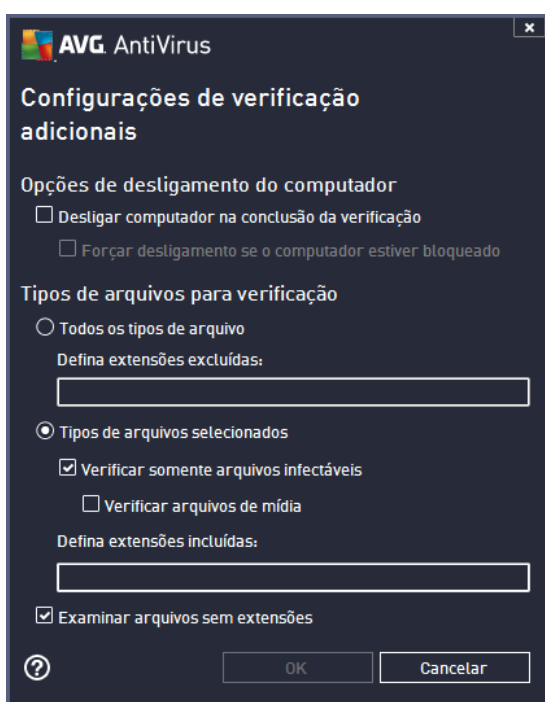 AVG. AntiVirus
Configurações de verificação
adicionais
Opções de desligamento do computador
Desligar computador na conclusão da verificação
Forçar desligamento se o computador estiver bloqueado
Tipos de arquivos para verificação
Todos os tipos de arquivo
Defina extensões excluídas:
Tipos de arquivos selecionados
Verificar somente arquivos infectáveis
Verificar arquivos de mídia
Defina extensões incluídas:
Examinar arquivos sem extensões
OK Cancelar